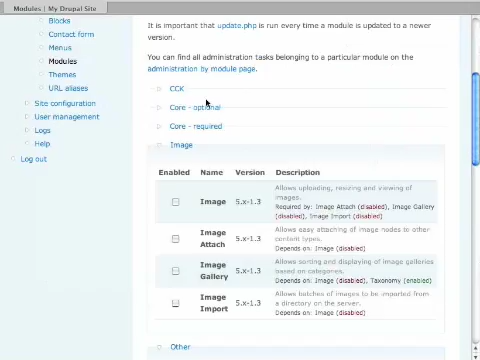 Modules | My Drupal Site
Blocks
Contact form
Menus
Modules
Themes
URL aliases
Site configuration
User management
Logs
Help
Log out
It is important that update.php is run every time a module is updated to a newer
version.
You can find all administration tasks belonging to a particular module on the
administration by module page.
CCK
Core - optional
Core - required
Image
Enabled Name Version Description
Image 5.x-1.3 Allows uploading, resizing and viewing of
images.
Required by: Image Attach (disabled), Image Gallery
(disabled), Image Import (disabled)
Image
Attach 5.x-1.3 Allows easy attaching of image nodes to other
content types.
Depends on: Image (disabled)
Image
Gallery 5.x-1.3 Allows sorting and displaying of image galleries
based on categories.
Depends on: Image (disabled), Taxonomy (enabled)
Image
Import 5.x-1.3 Allows batches of images to be imported from
a directory on the server.
Depends on: Image (disabled)
Other